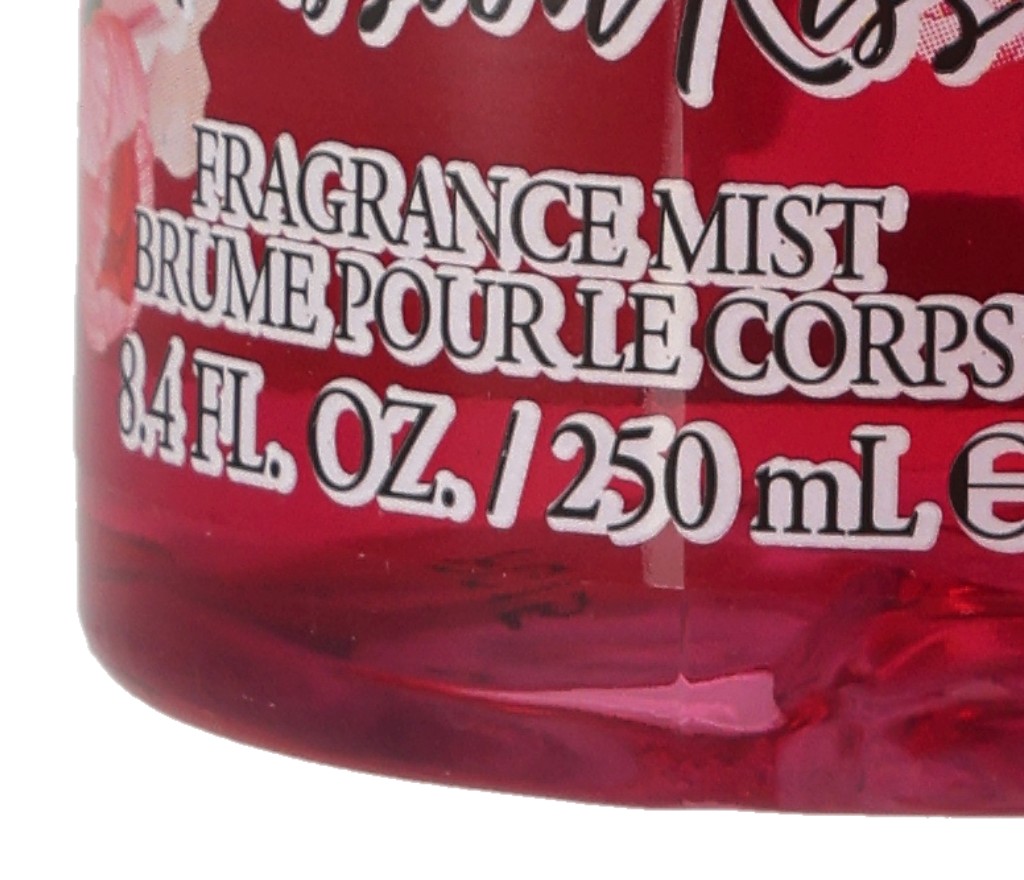 FRAGRANCE MIST
BRUME POUR LE CORPS
8.4 FL. OZ. / 250 mL ℮